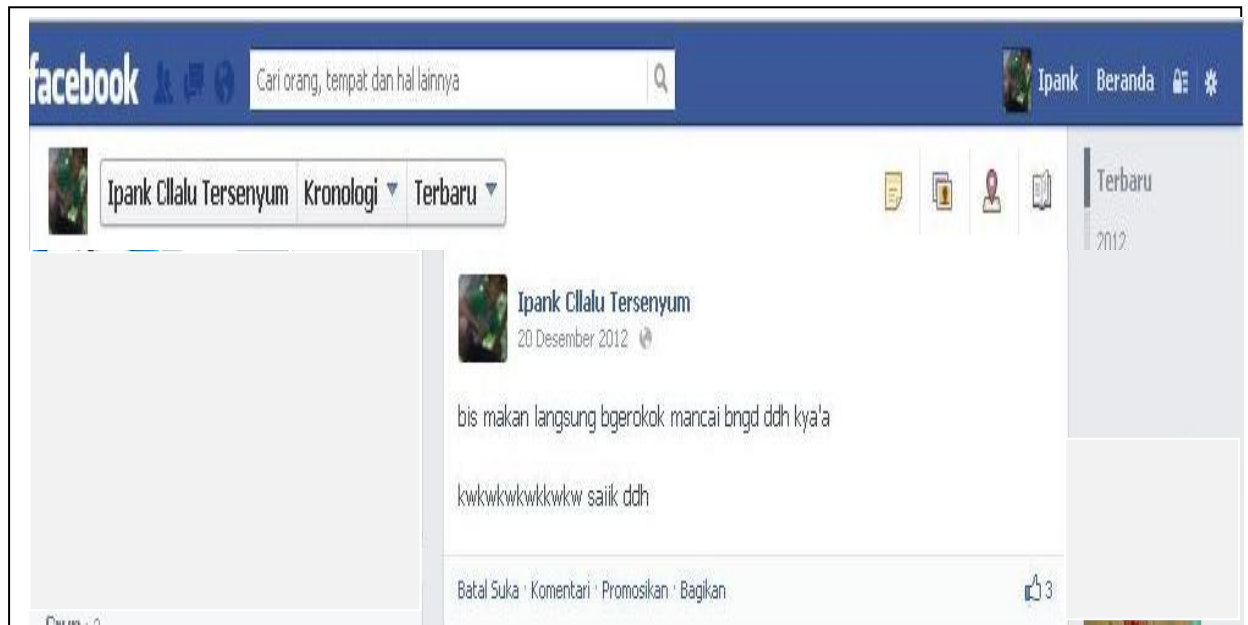 facebook Cari orang, tempat dan hal lainnya Ipank Beranda
Ipank Cllalu Tersenyum Kronologi Terbaru
Terbaru
2012
Ipank Cllalu Tersenyum
20 Desember 2012
bis makan langsung bgerokok mancai bngd ddh kya'a
kwkwkwkwkkwkw saiik ddh
Batal Suka · Komentari · Promosikan · Bagikan 3